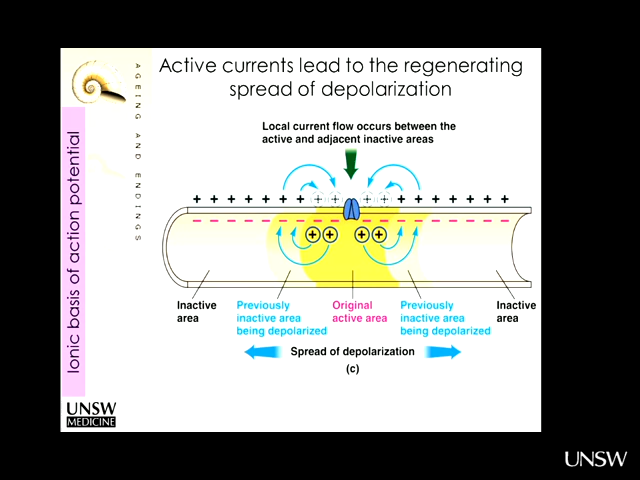 Active currents lead to the regenerating
spread of depolarization
AGEING AND ENDINGS
Ionic basis of action potential
Local current flow occurs between the
active and adjacent inactive areas
+ + + + + + + + + + + + + + + + + +
– – – – – – – – – – – – – – – – – –
+ + + +
Inactive
area
Previously
inactive area
being depolarized
Original
active area
Previously
inactive area
being depolarized
Inactive
area
Spread of depolarization
(c)
UNSW
MEDICINE
UNSW